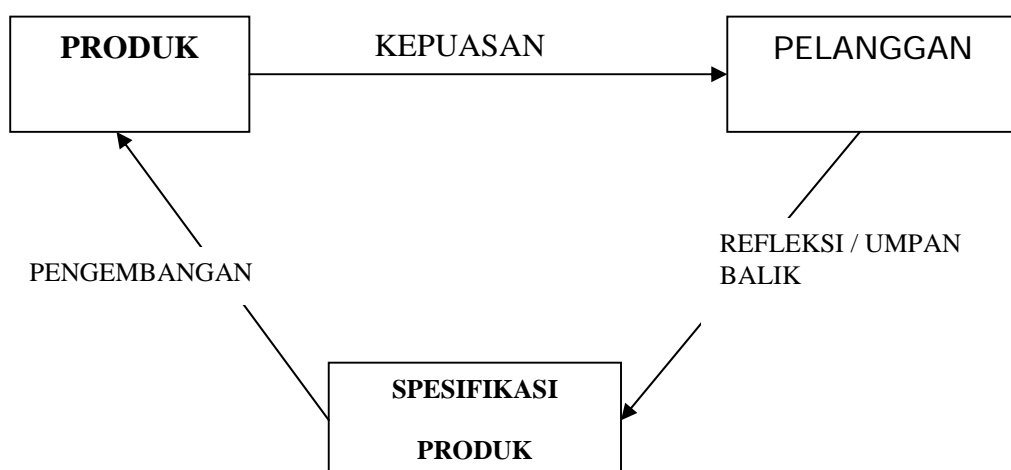 PRODUK
KEPUASAN
PELANGGAN
REFLEKSI / UMPAN
BALIK
PENGEMBANGAN
SPESIFIKASI
PRODUK